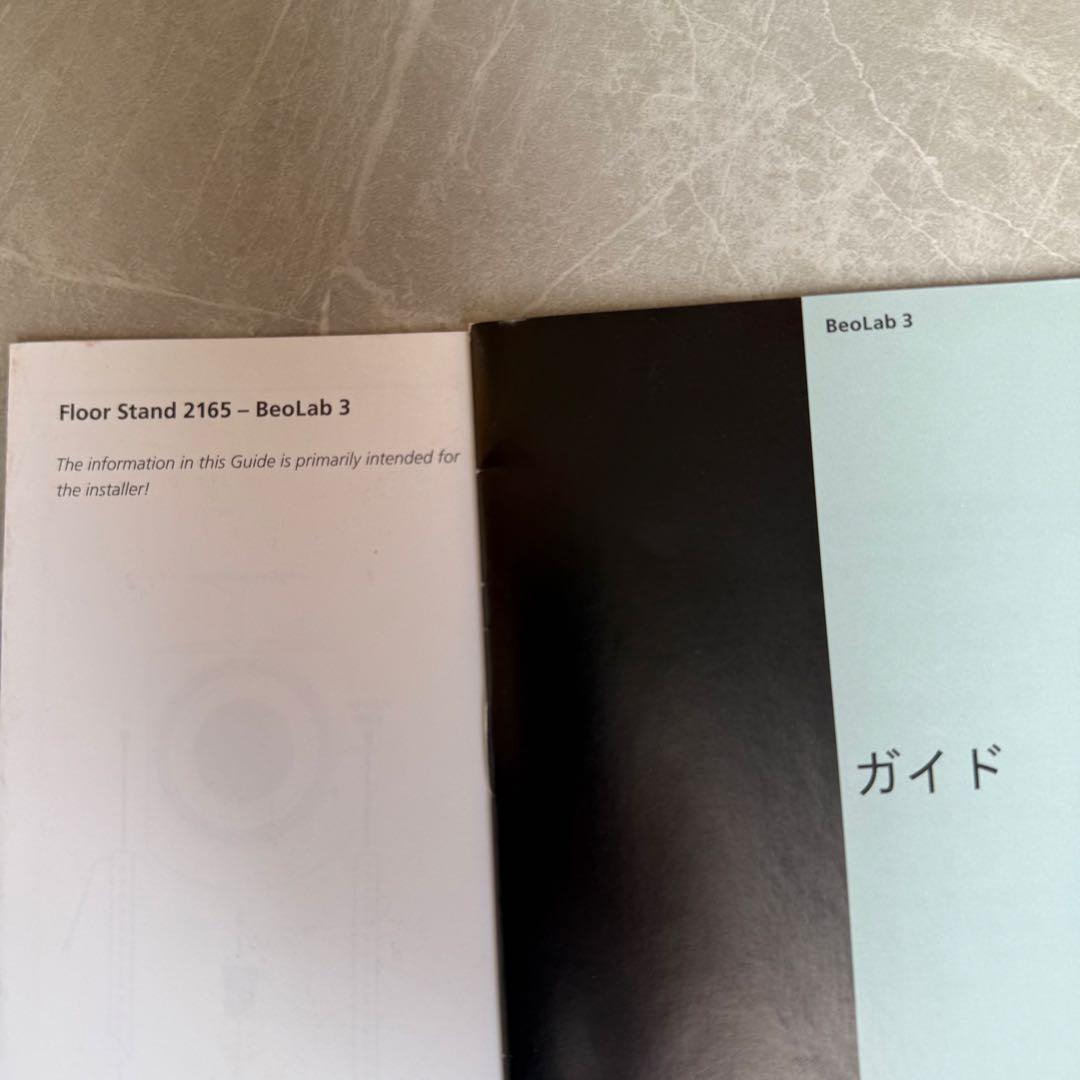 Floor Stand 2165 – BeoLab 3
The information in this Guide is primarily intended for
the installer!
BeoLab 3
ガイド